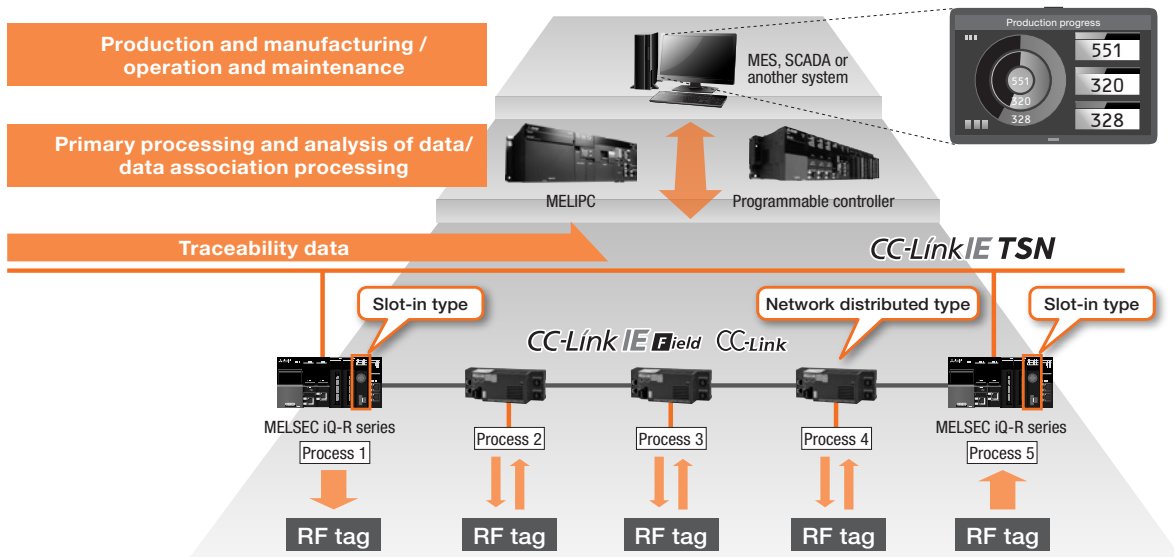 Production and manufacturing /
operation and maintenance
MES, SCADA or
another system
Production progress
551
320
328
551
320
328
Primary processing and analysis of data/
data association processing
MELIPC
Programmable controller
Traceability data
CC-Link IE TSN
Slot-in type
Network distributed type
Slot-in type
CC-Link IE Field
CC-Link
MELSEC iQ-R series
MELSEC iQ-R series
Process 1
Process 2
Process 3
Process 4
Process 5
RF tag
RF tag
RF tag
RF tag
RF tag